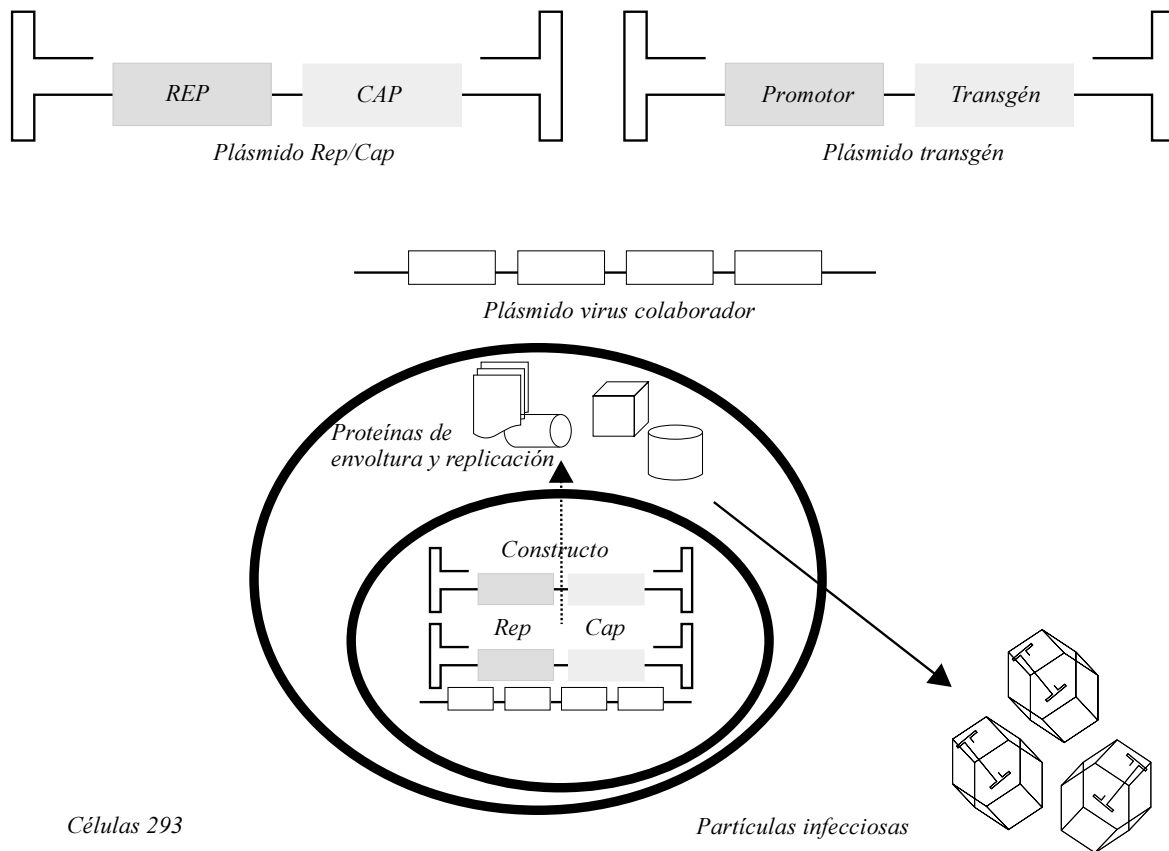 REP
CAP
Promotor
Transgén
Plásmido Rep/Cap
Plásmido transgén
Plásmido virus colaborador
Proteínas de
envoltura y replicación
Constructo
Rep
Cap
Células 293
Partículas infecciosas